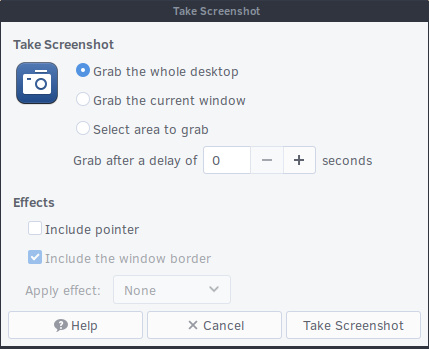 Take Screenshot
Take Screenshot
Grab the whole desktop
Grab the current window
Select area to grab
Grab after a delay of 0 − + seconds
Effects
Include pointer
Include the window border
Apply effect: None
Help Cancel Take Screenshot